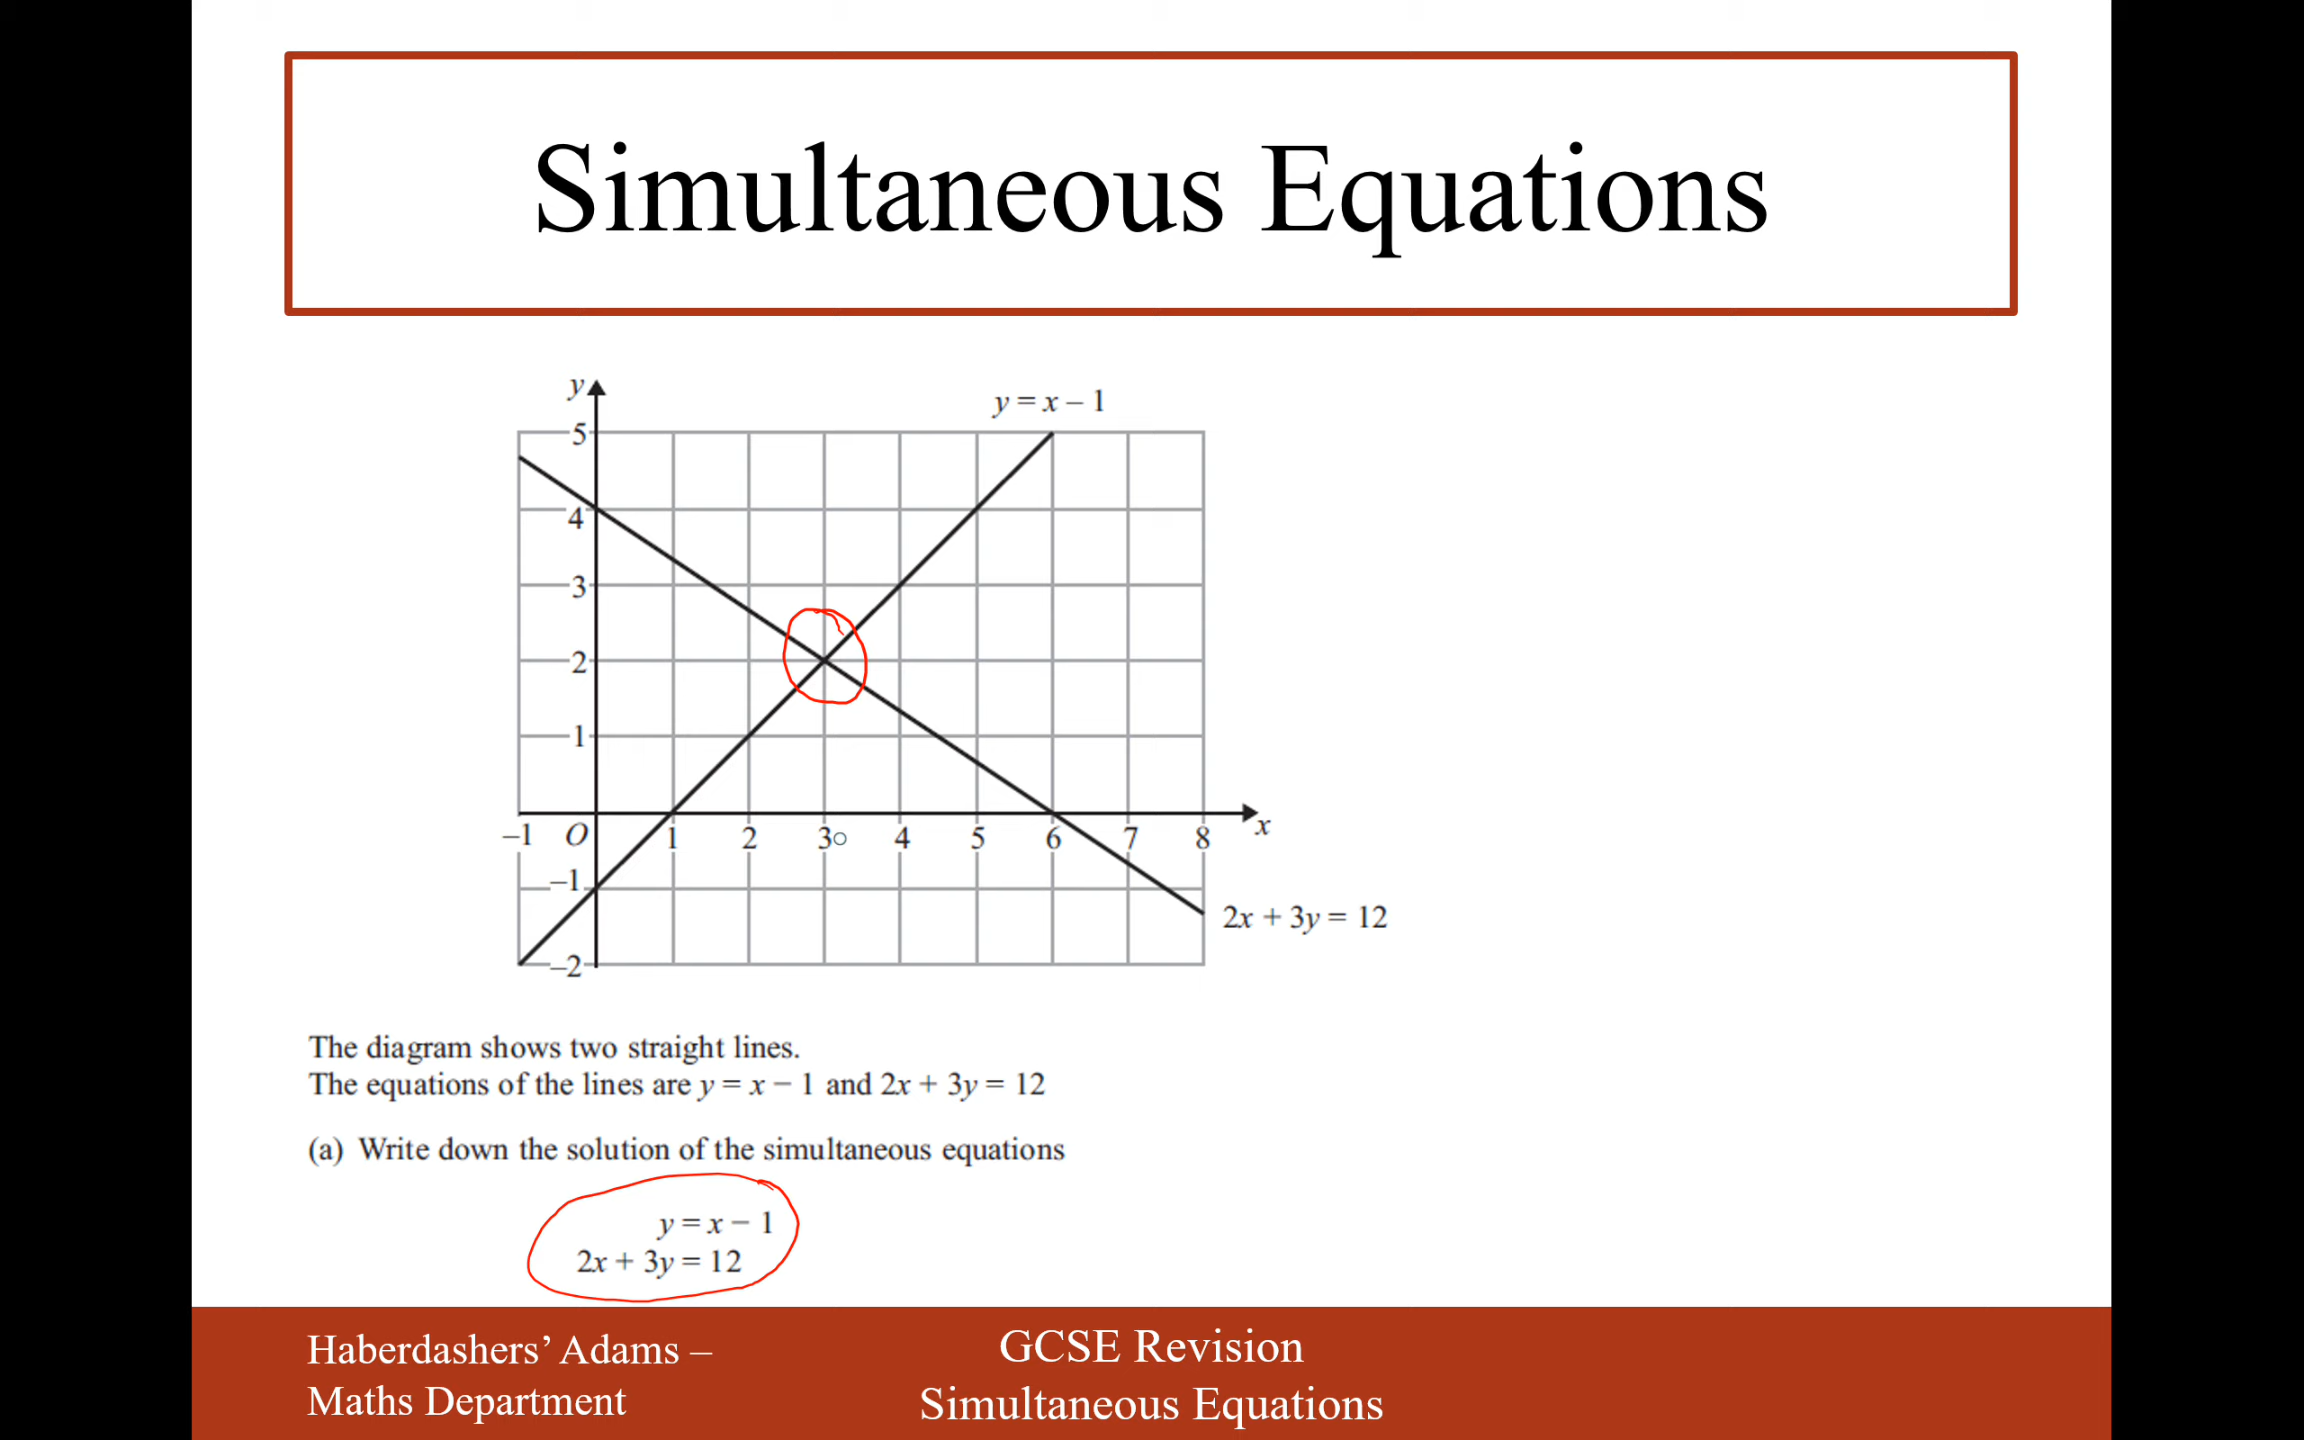 Simultaneous Equations
y
y = x – 1
5
4
3
2
1
–1 O 1 2 3 4 5 6 7 8 x
–1
2x + 3y = 12
–2
The diagram shows two straight lines.
The equations of the lines are y = x − 1 and 2x + 3y = 12
(a) Write down the solution of the simultaneous equations
y = x − 1
2x + 3y = 12
Haberdashers’ Adams –
Maths Department
GCSE Revision
Simultaneous Equations